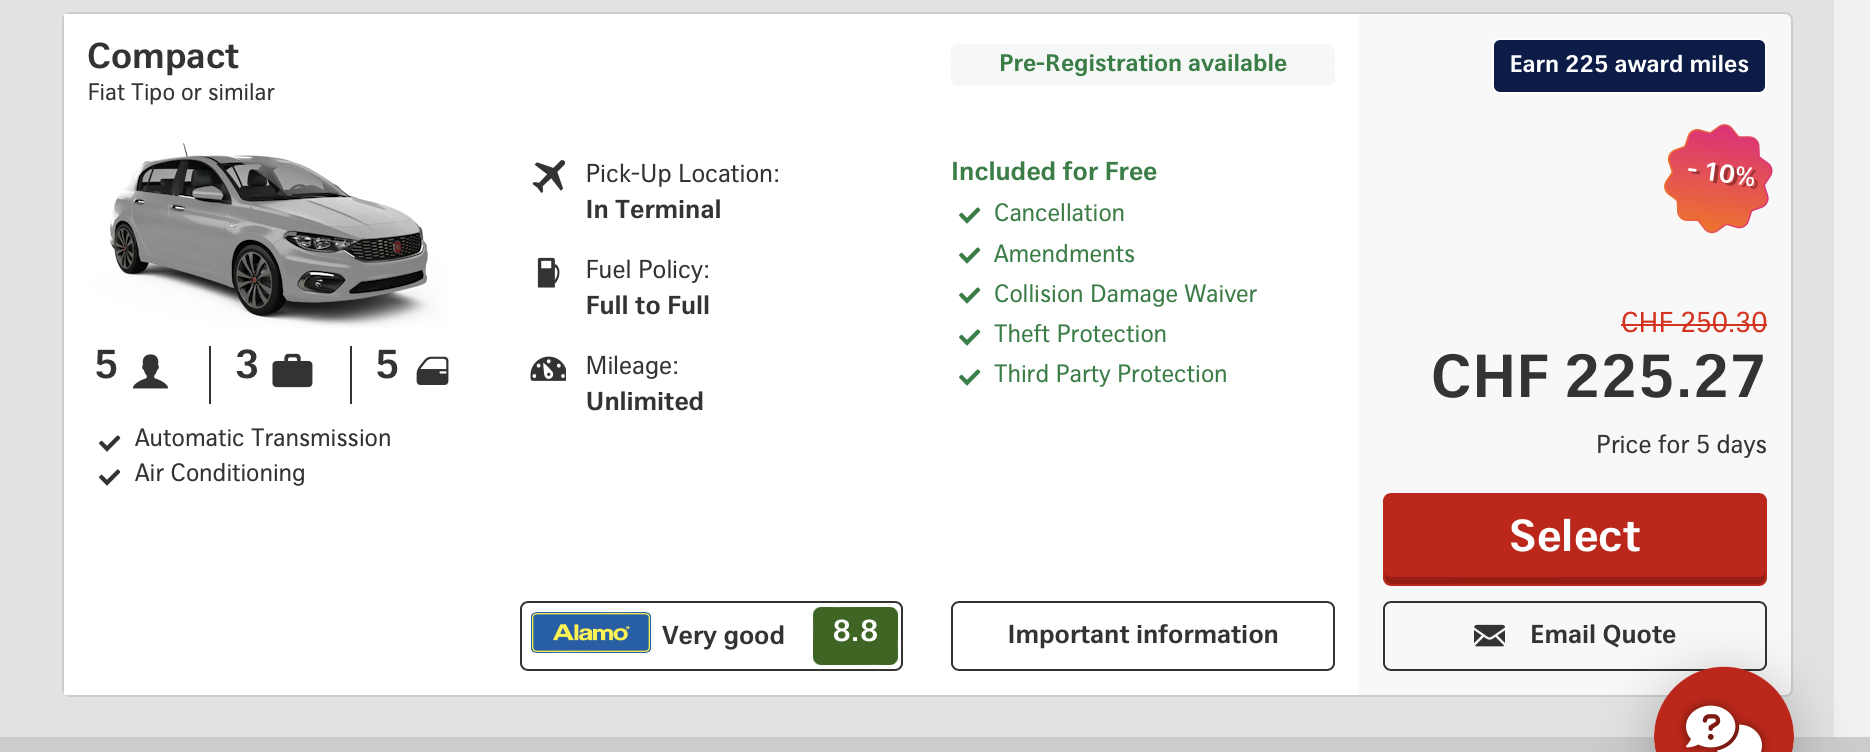 Compact
Fiat Tipo or similar
5
3
5
Automatic Transmission
Air Conditioning
Pick-Up Location:
In Terminal
Fuel Policy:
Full to Full
Mileage:
Unlimited
Alamo
Very good
8.8
Pre-Registration available
Included for Free
Cancellation
Amendments
Collision Damage Waiver
Theft Protection
Third Party Protection
Important information
Earn 225 award miles
- 10%
CHF 250.30
CHF 225.27
Price for 5 days
Select
Email Quote
?